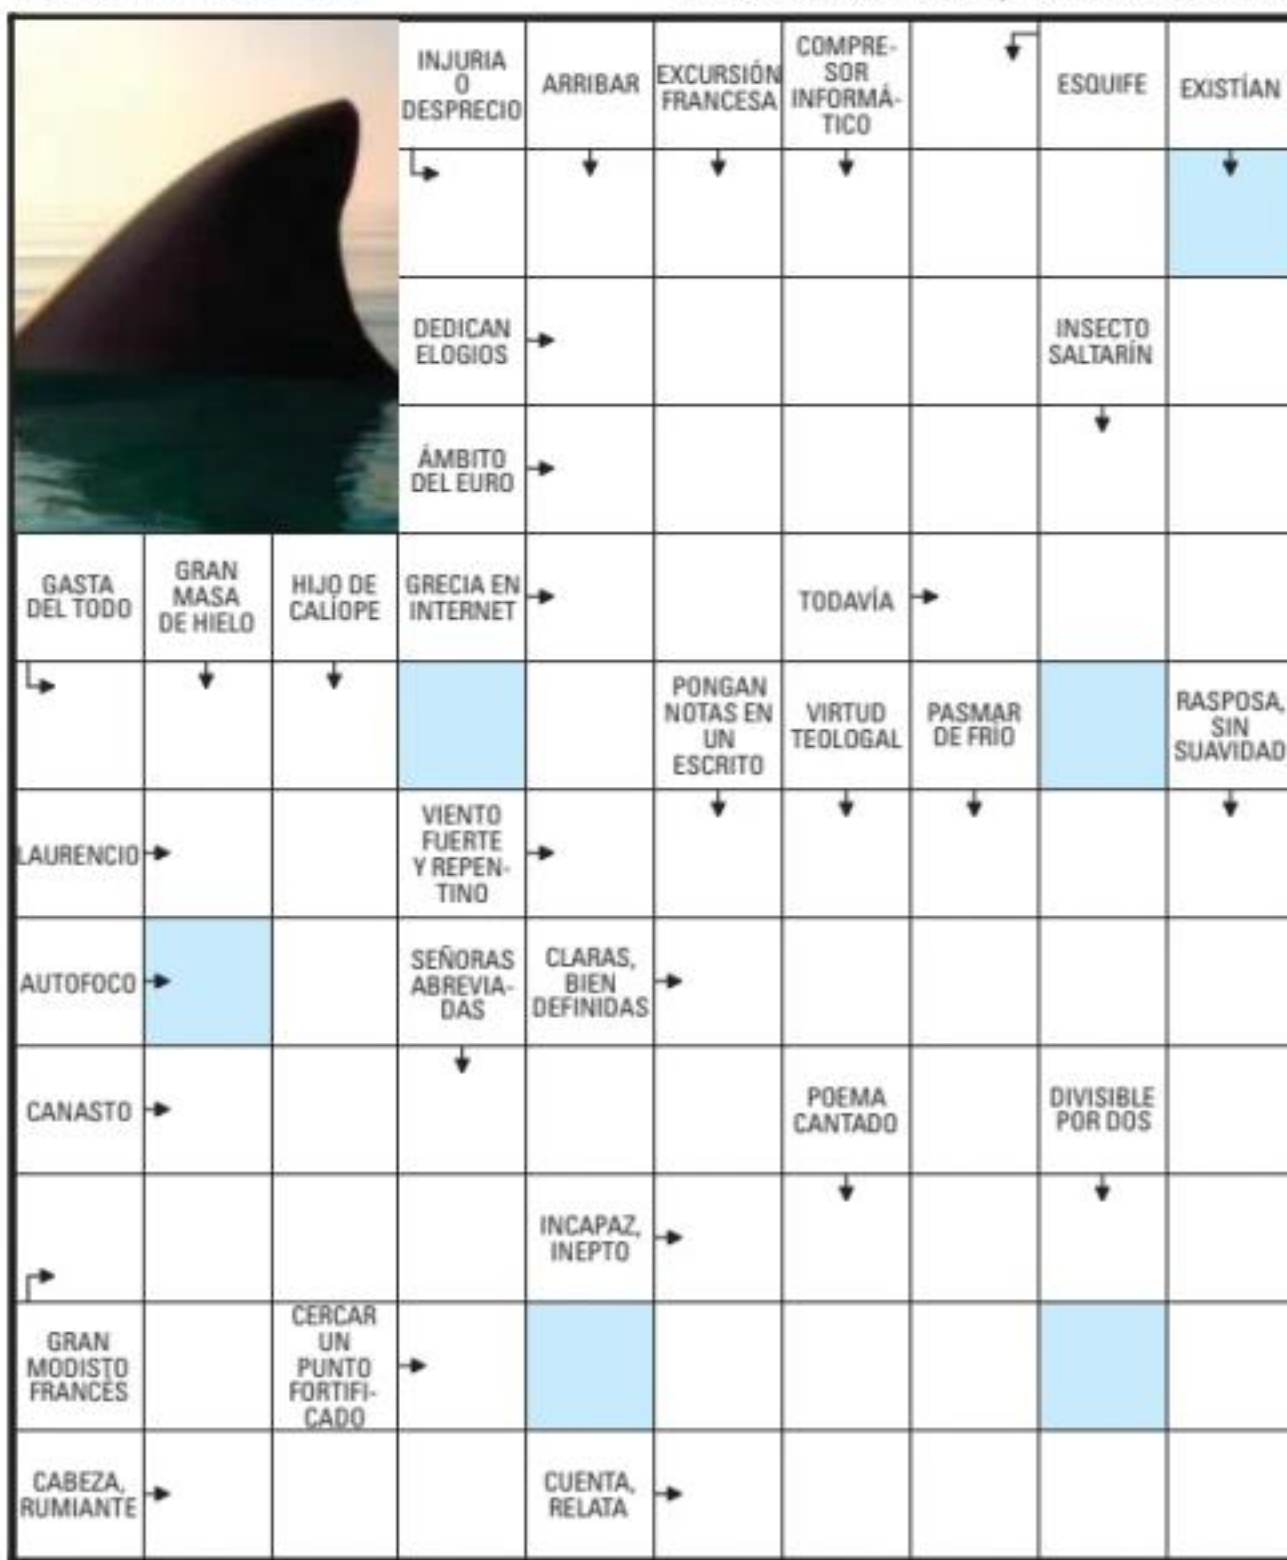 INJURIA
O
DESPRECIO
ARRIBAR
EXCURSIÓN
FRANCESA
COMPRE-
SOR
INFORMÁ-
TICO
ESQUIFE
EXISTÍAN
DEDICAN
ELOGIOS
INSECTO
SALTARÍN
ÁMBITO
DEL EURO
GASTA
DEL TODO
GRAN
MASA
DE HIELO
HIJO DE
CALÍOPE
GRECIA EN
INTERNET
TODAVÍA
PONGAN
NOTAS EN
UN
ESCRITO
VIRTUD
TEOLOGAL
PASMAR
DE FRÍO
RASPOSA,
SIN
SUAVIDAD
LAURENCIO
VIENTO
FUERTE
Y REPEN-
TINO
AUTOFOCO
SEÑORAS
ABREVIA-
DAS
CLARAS,
BIEN
DEFINIDAS
CANASTO
POEMA
CANTADO
DIVISIBLE
POR DOS
INCAPAZ,
INEPTO
GRAN
MODISTO
FRANCÉS
CERCAR
UN
PUNTO
FORTIFI-
CADO
CABEZA,
RUMIANTE
CUENTA,
RELATA